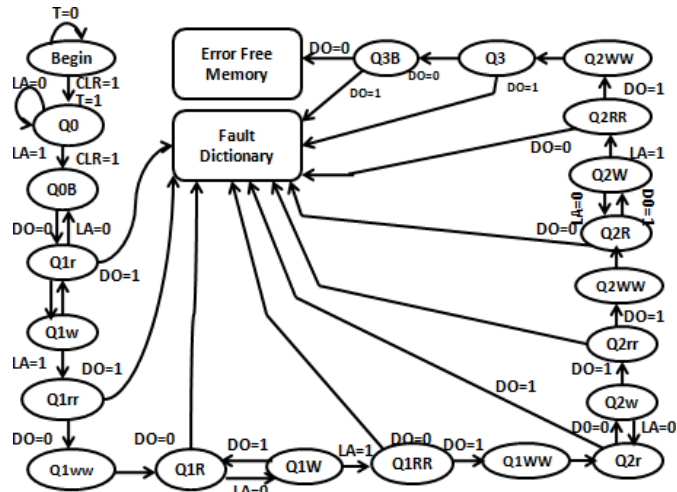 T=0
Begin
Error Free
Memory
DO=0
Q3B
Q3
Q2WW
LA=0
CLR=1
T=1
DO=0
DO=1
DO=1
DO=1
Q0
Fault
Dictionary
Q2RR
LA=1
CLR=1
DO=0
LA=1
Q0B
Q2W
DO=0
LA=0
LA=0
D0=1
DO=0
Q2R
Q1r
DO=1
Q2WW
Q1w
DO=1
Q2rr
LA=1
DO=1
DO=1
Q1rr
DO=1
Q2w
DO=0
DO=0
DO=1
DO=0
DO=1
D0=0
LA=0
Q1ww
Q1R
Q1W
LA=1
Q1RR
Q1WW
Q2r
LA=0